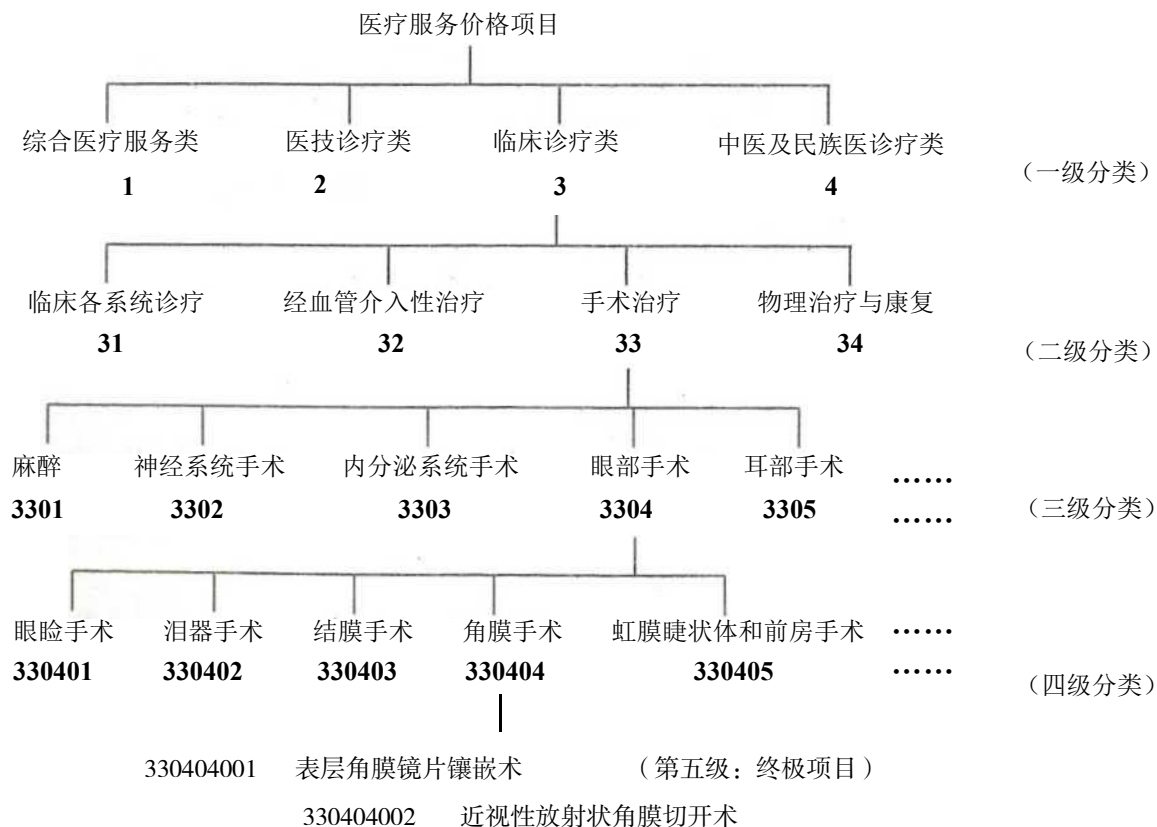 医疗服务价格项目
综合医疗服务类 医技诊疗类 临床诊疗类 中医及民族医诊疗类
1 2 3 4 （一级分类）
临床各系统诊疗 经血管介入性治疗 手术治疗 物理治疗与康复
31 32 33 34 （二级分类）
麻醉 神经系统手术 内分泌系统手术 眼部手术 耳部手术 ……
3301 3302 3303 3304 3305 …… （三级分类）
眼睑手术 泪器手术 结膜手术 角膜手术 虹膜睫状体和前房手术 ……
330401 330402 330403 330404 330405 …… （四级分类）
330404001 表层角膜镜片镶嵌术 （第五级：终极项目）
330404002 近视性放射状角膜切开术